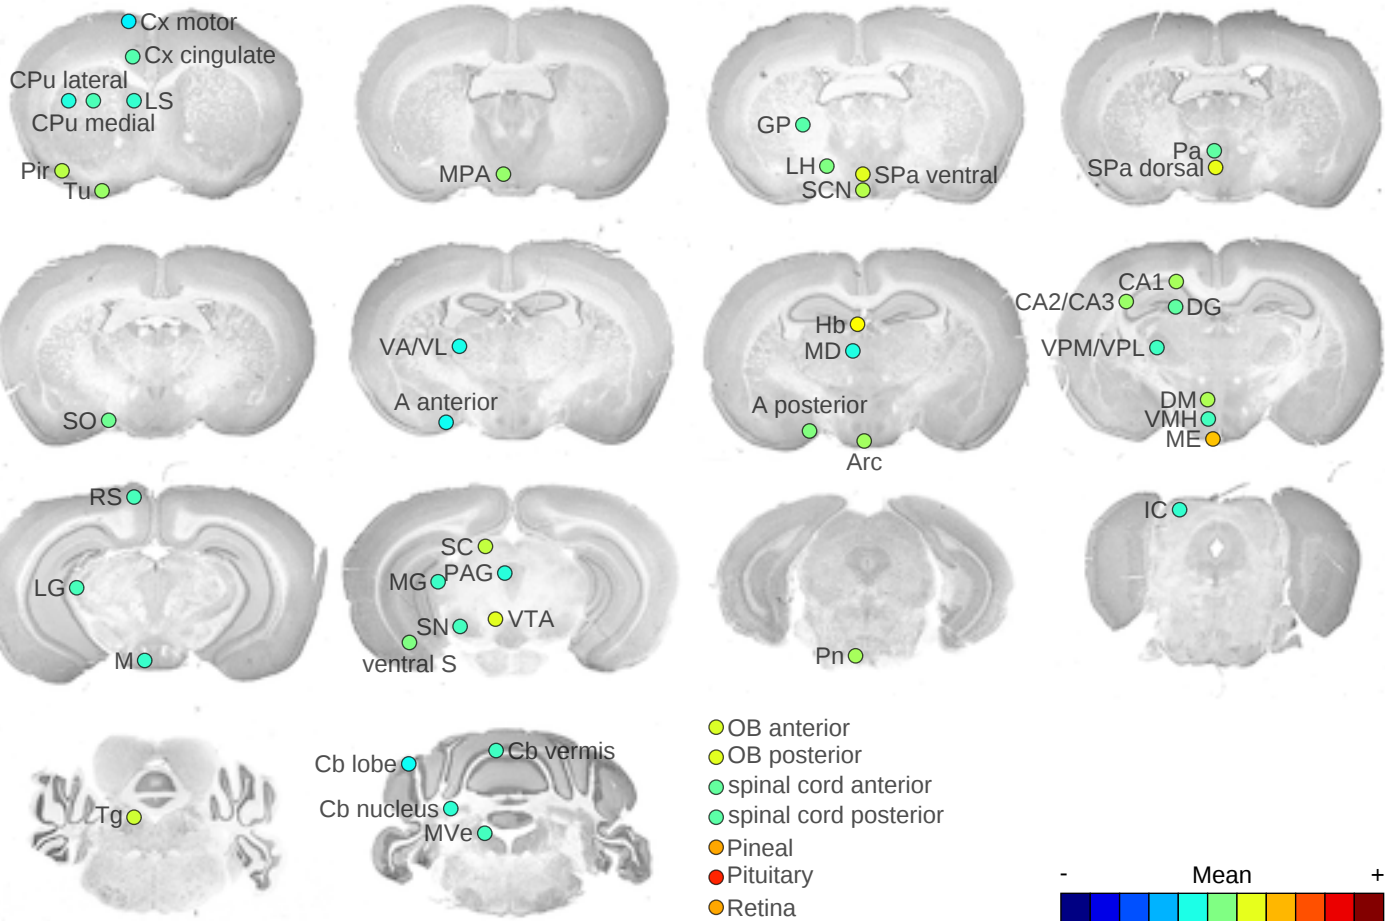 Cx motor
Cx cingulate
CPu lateral
LS
CPu medial
Pir
Tu
MPA
GP
LH
SPa ventral
SCN
Pa
SPa dorsal
SO
VA/VL
A anterior
Hb
MD
A posterior
Arc
CA1
CA2/CA3
DG
VPM/VPL
DM
VMH
ME
RS
LG
M
SC
MG
PAG
SN
VTA
ventral S
Pn
IC
Tg
Cb lobe
Cb vermis
Cb nucleus
MVe
OB anterior
OB posterior
spinal cord anterior
spinal cord posterior
Pineal
Pituitary
Retina
- Mean +